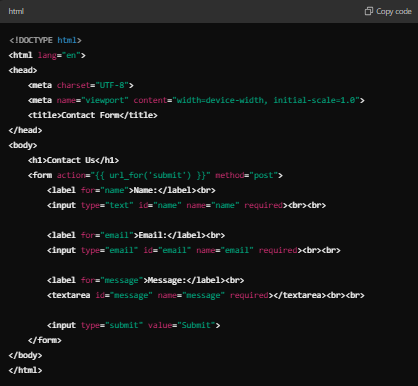 html
Copy code
<!DOCTYPE html>
<html lang="en">
<head>
    <meta charset="UTF-8">
    <meta name="viewport" content="width=device-width, initial-scale=1.0">
    <title>Contact Form</title>
</head>
<body>
    <h1>Contact Us</h1>
    <form action="{{ url_for('submit') }}" method="post">
        <label for="name">Name:</label><br>
        <input type="text" id="name" name="name" required><br><br>

        <label for="email">Email:</label><br>
        <input type="email" id="email" name="email" required><br><br>

        <label for="message">Message:</label><br>
        <textarea id="message" name="message" required></textarea><br><br>

        <input type="submit" value="Submit">
    </form>
</body>
</html>